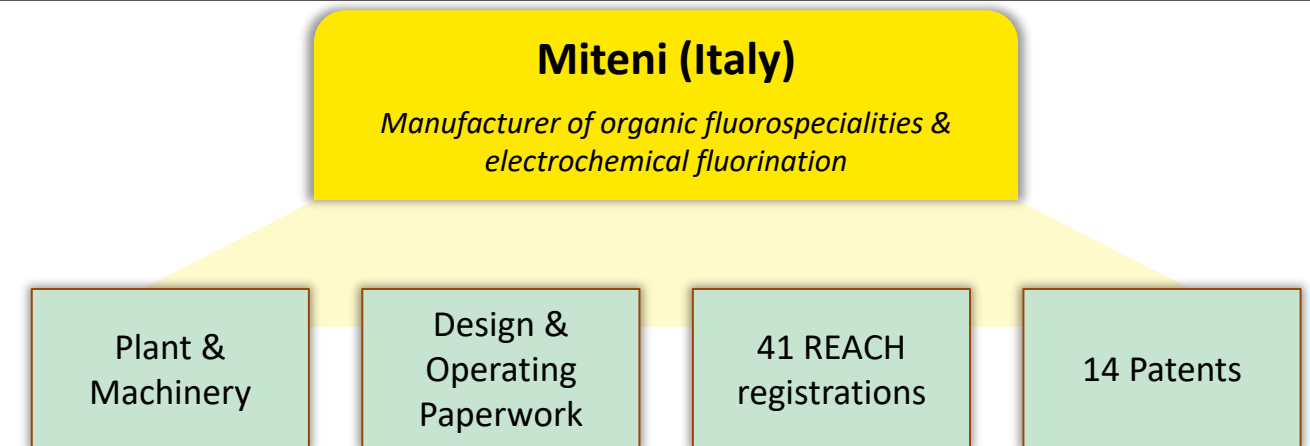 Miteni (Italy)
Manufacturer of organic fluorospecialities &
electrochemical fluorination
Plant &
Machinery
Design &
Operating
Paperwork
41 REACH
registrations
14 Patents